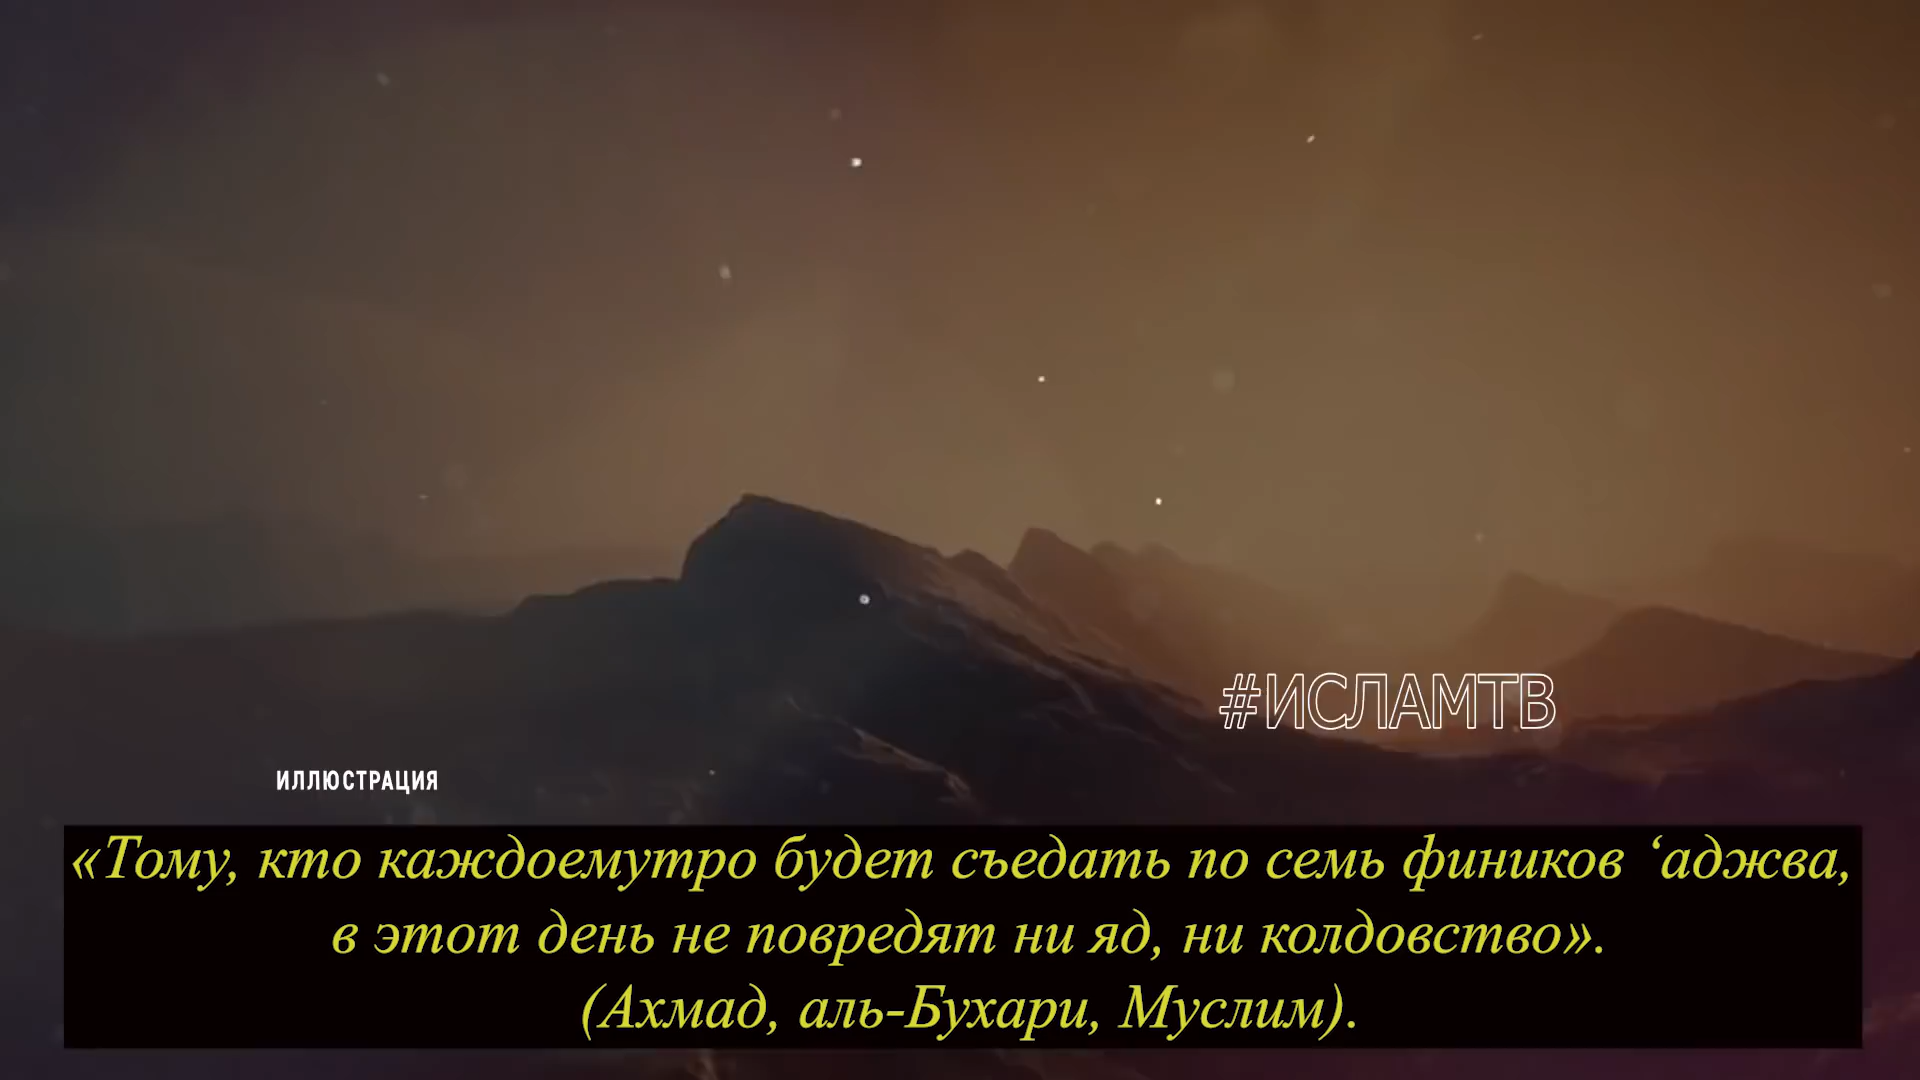 #ИСЛАМТВ
ИЛЛЮСТРАЦИЯ
«Тому, кто каждоемутро будет съедать по семь фиников ‘аджва,
в этот день не повредят ни яд, ни колдовство».
(Ахмад, аль-Бухари, Муслим).